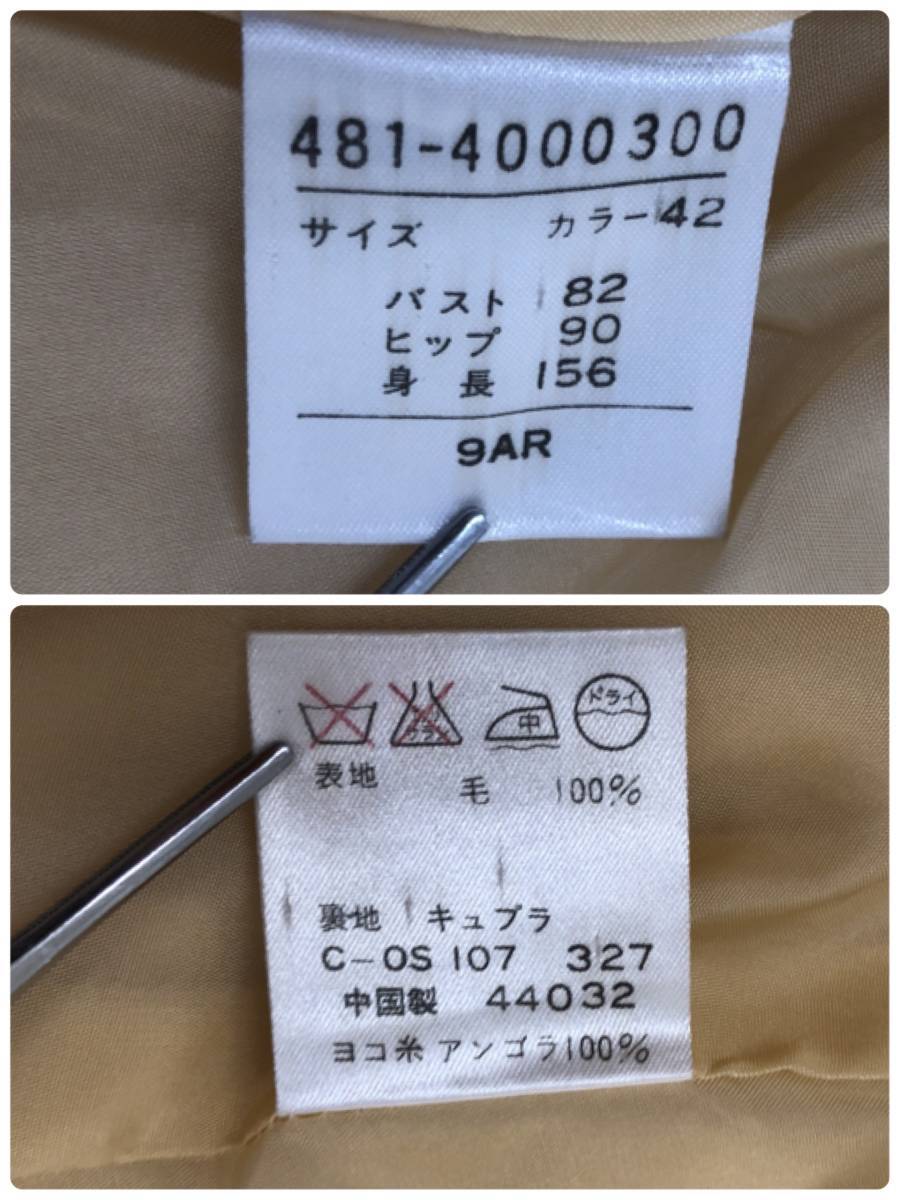 481-4000300
サイズ カラー 42
バスト 82
ヒップ 90
身長 156
9AR
中 ドライ
表地 毛 100%
裏地 キュプラ
C-OS 107 327
中国製 44032
ヨコ糸 アンゴラ100%